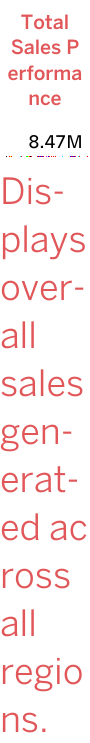 Total
Sales P
erforma
nce
8.47M
Dis-
plays
over-
all
sales
gen-
erat-
ed ac
ross
all
regio
ns.